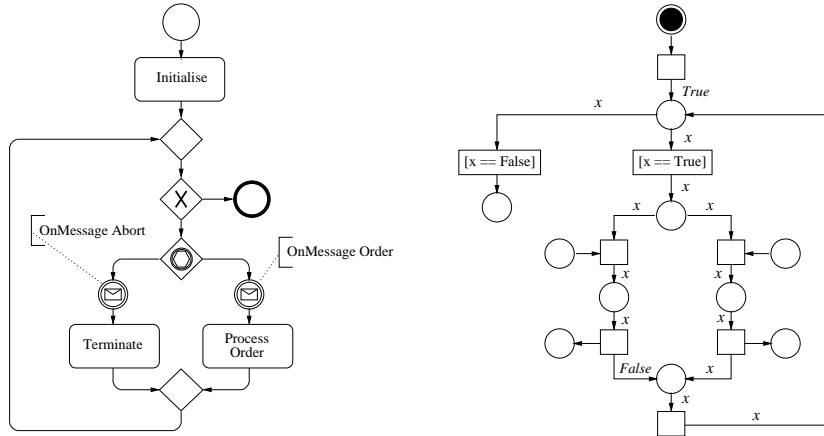 Initialise
X
OnMessage Abort
OnMessage Order
Terminate
Process
Order
True
x
x
[x == False]
[x == True]
x
x
x
x
x
x
x
False
x
x
x